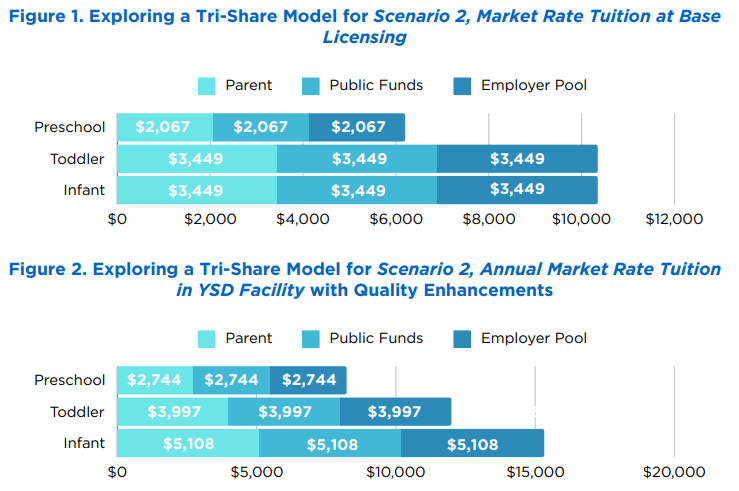 Figure 1. Exploring a Tri-Share Model for Scenario 2, Market Rate Tuition at Base
Licensing
Parent Public Funds Employer Pool
Preschool $2,067 $2,067 $2,067
Toddler $3,449 $3,449 $3,449
Infant $3,449 $3,449 $3,449
$0 $2,000 $4,000 $6,000 $8,000 $10,000 $12,000
Figure 2. Exploring a Tri-Share Model for Scenario 2, Annual Market Rate Tuition
in YSD Facility with Quality Enhancements
Parent Public Funds Employer Pool
Preschool $2,744 $2,744 $2,744
Toddler $3,997 $3,997 $3,997
Infant $5,108 $5,108 $5,108
$0 $5,000 $10,000 $15,000 $20,000